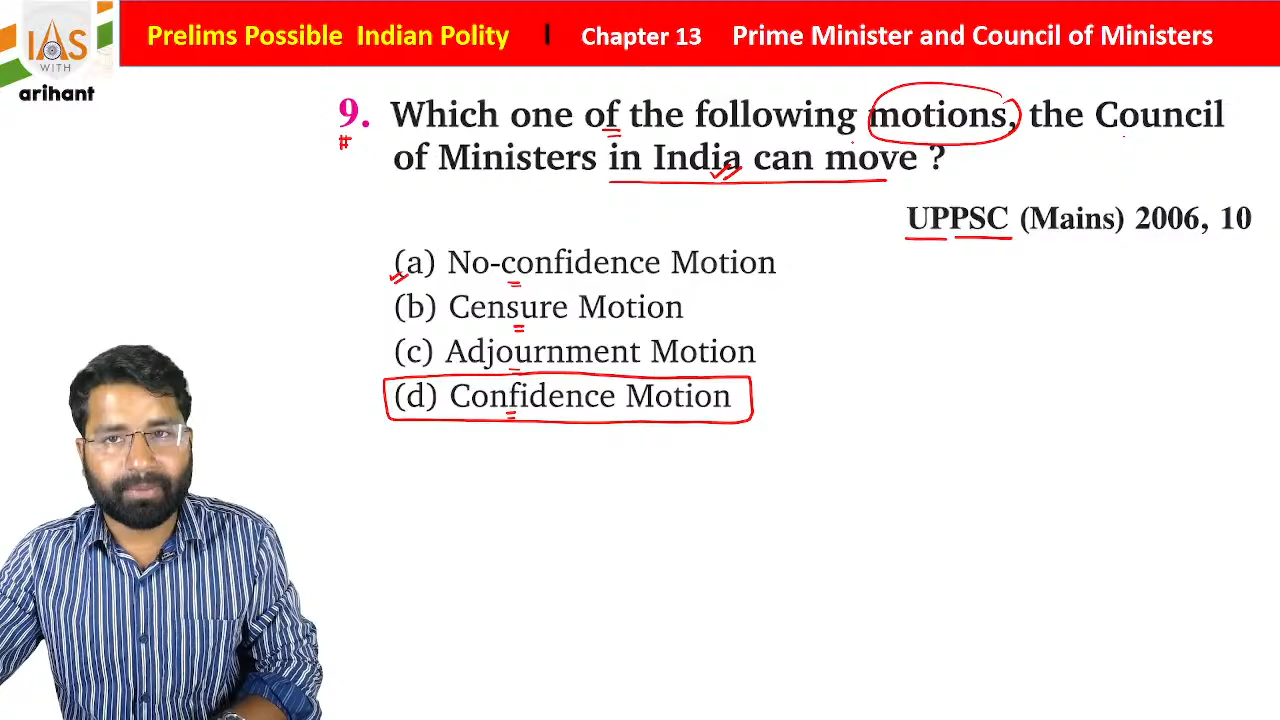 IAS
WITH
arihant
Prelims Possible Indian Polity | Chapter 13 Prime Minister and Council of Ministers
9. Which one of the following motions, the Council
of Ministers in India can move ?
UPPSC (Mains) 2006, 10
(a) No-confidence Motion
(b) Censure Motion
(c) Adjournment Motion
(d) Confidence Motion